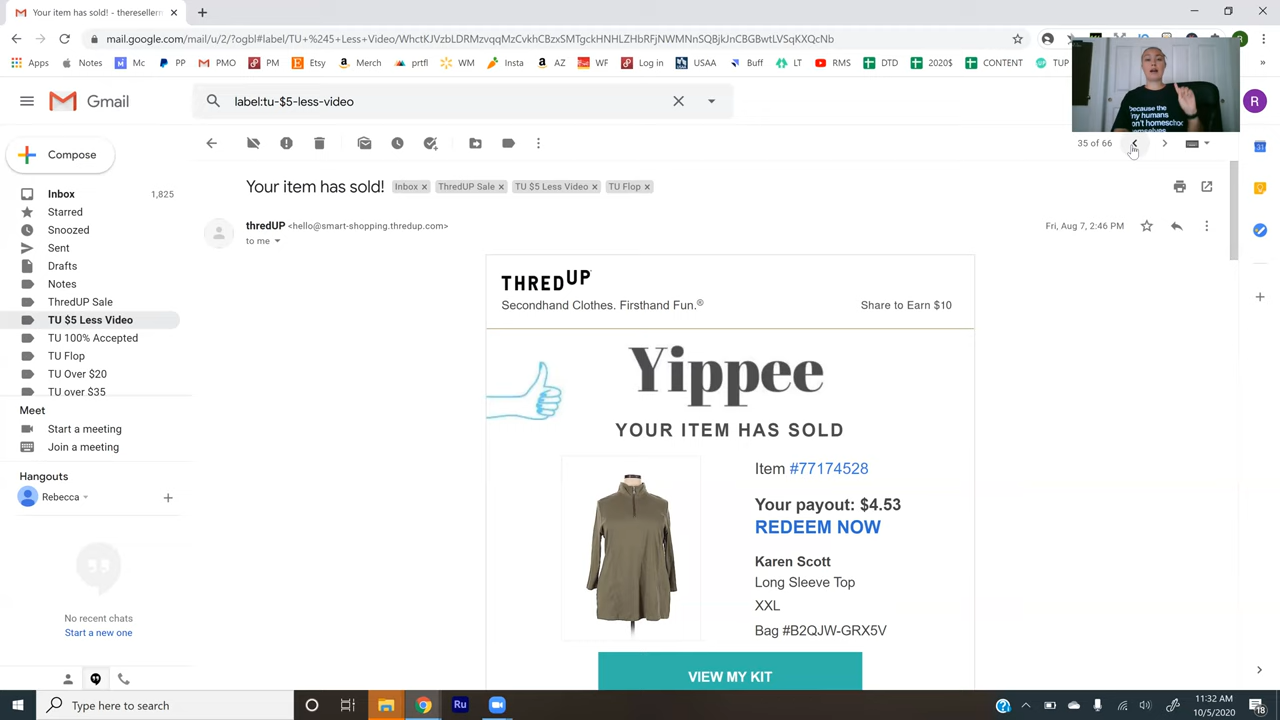 Your item has sold! - thereseller
mail.google.com/mail/u/2/?ogbl#label/TU+%245+Less+Video/WhctKJVzbLDRMzvqqMzCvkhCBzxSMTgckHNHLZHbRFjNWMNnSQBjkJnCBGBwtLVSqKXQcNb
Apps Notes Mc PP PMO PM Etsy Merch prtfl WM Insta AZ WF Log in USAA Buff LT RMS DTD 2020$ CONTENT TUP
Gmail
label:tu-$5-less-video
R
because the
don't homeschool
Compose
35 of 66
Your item has sold! Inbox ThredUP Sale TU $5 Less Video TU Flop
Inbox 1,825
Starred
Snoozed
Sent
Drafts
Notes
ThredUP Sale
TU $5 Less Video
TU 100% Accepted
TU Flop
TU Over $20
TU over $35
Meet
Start a meeting
Join a meeting
Hangouts
Rebecca
No recent chats
Start a new one
thredUP <hello@smart-shopping.thredup.com>
Fri, Aug 7, 2:46 PM
to me
THREDUP
Secondhand Clothes. Firsthand Fun.®
Share to Earn $10
Yippee
YOUR ITEM HAS SOLD
Item #77174528
Your payout: $4.53
REDEEM NOW
Karen Scott
Long Sleeve Top
XXL
Bag #B2QJW-GRX5V
VIEW MY KIT
Type here to search
Ru
11:32 AM
10/5/2020
18